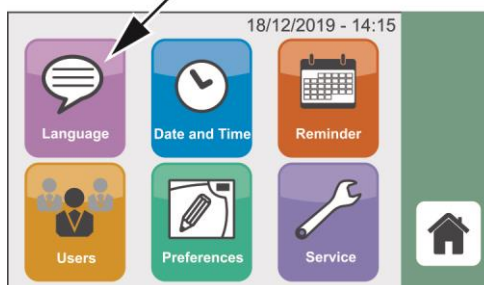 18/12/2019 - 14:15
Language
Date and Time
Reminder
Users
Preferences
Service